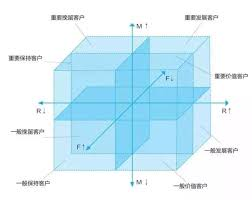 重要挽留客户
M↑
重要发展客户
重要保持客户
F↓
重要价值客户
R↓
R↑
一般挽留客户
F↑
一般发展客户
一般保持客户
M↓
一般价值客户